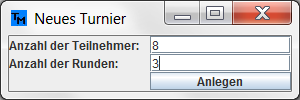 TM Neues Turnier
Anzahl der Teilnehmer: 8
Anzahl der Runden: 3
Anlegen